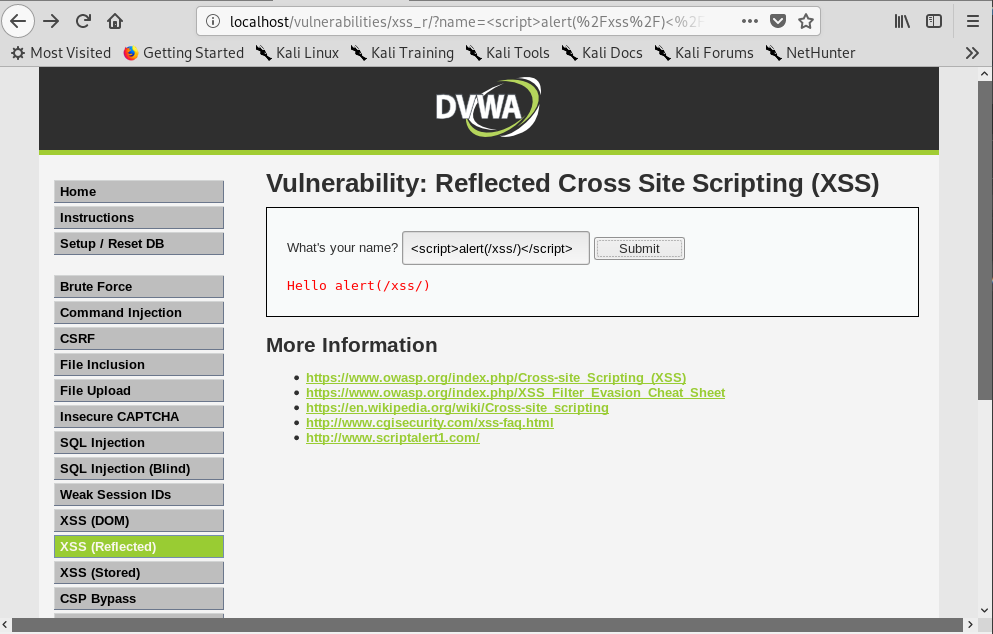 localhost/vulnerabilities/xss_r/?name=<script>alert(%2Fxss%2F)<%2F
Most Visited Getting Started Kali Linux Kali Training Kali Tools Kali Docs Kali Forums NetHunter
DVWA
Home
Instructions
Setup / Reset DB
Brute Force
Command Injection
CSRF
File Inclusion
File Upload
Insecure CAPTCHA
SQL Injection
SQL Injection (Blind)
Weak Session IDs
XSS (DOM)
XSS (Reflected)
XSS (Stored)
CSP Bypass
Vulnerability: Reflected Cross Site Scripting (XSS)
What's your name? <script>alert(/xss/)</script> Submit
Hello alert(/xss/)
More Information
https://www.owasp.org/index.php/Cross-site_Scripting_(XSS)
https://www.owasp.org/index.php/XSS_Filter_Evasion_Cheat_Sheet
https://en.wikipedia.org/wiki/Cross-site_scripting
http://www.cgisecurity.com/xss-faq.html
http://www.scriptalert1.com/